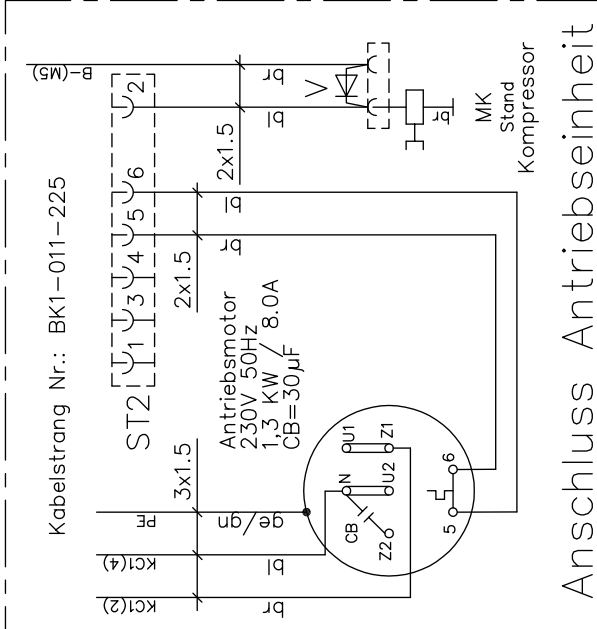 Kabelstrang Nr.: BK1-011-225
ST2
1
3
4
5
6
2
B-(M5)
2x1.5
2x1.5
3x1.5
br
bl
V
br
MK
Stand
Kompressor
bl
br
Antriebsmotor
230V 50Hz
1,3 KW / 8.0A
CB=30µF
PE
KC1(4)
KC1(2)
ge/gn
bl
br
U1
Z1
N
U2
CB
Z2
5
6
Anschluss Antriebseinheit